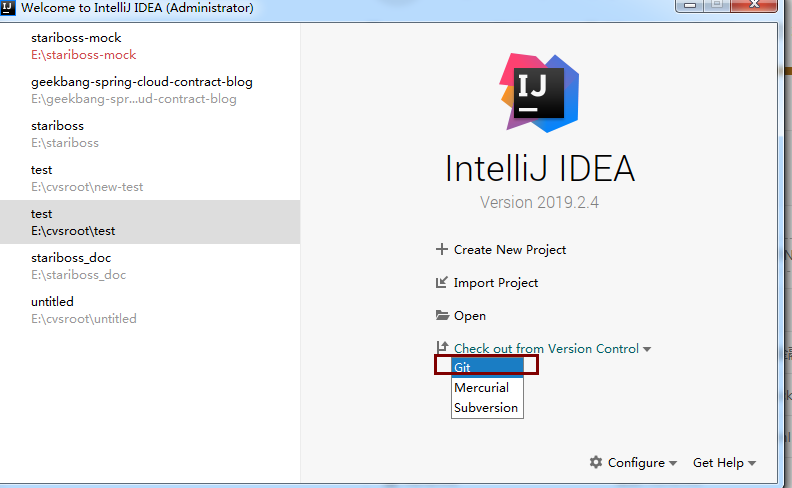 Welcome to IntelliJ IDEA (Administrator)
stariboss-mock
E:\stariboss-mock
geekbang-spring-cloud-contract-blog
E:\geekbang-spr...ud-contract-blog
stariboss
E:\stariboss
test
E:\cvsroot\new-test
test
E:\cvsroot\test
stariboss_doc
E:\stariboss_doc
untitled
E:\cvsroot\untitled
IJ
IntelliJ IDEA
Version 2019.2.4
Create New Project
Import Project
Open
Check out from Version Control
Git
Mercurial
Subversion
Configure
Get Help